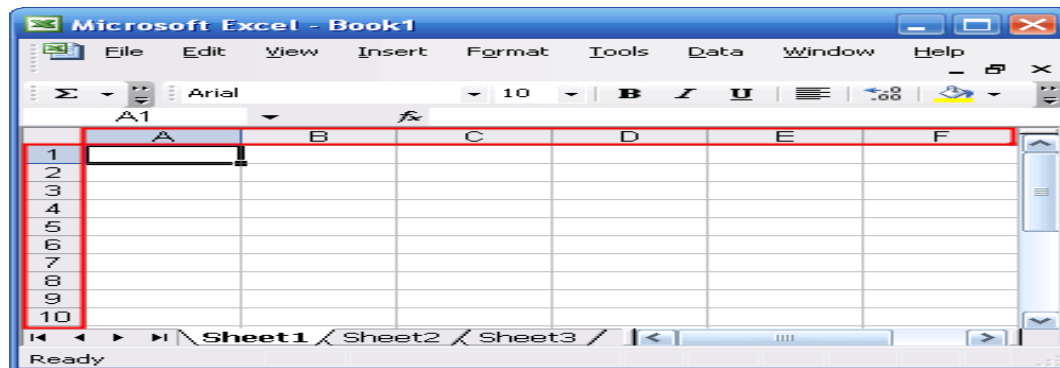 Microsoft Excel - Book1
File Edit View Insert Format Tools Data Window Help
Σ Arial 10 B I U .00
A1 fx
A B C D E F
1
2
3
4
5
6
7
8
9
10
Sheet1 Sheet2 Sheet3
Ready